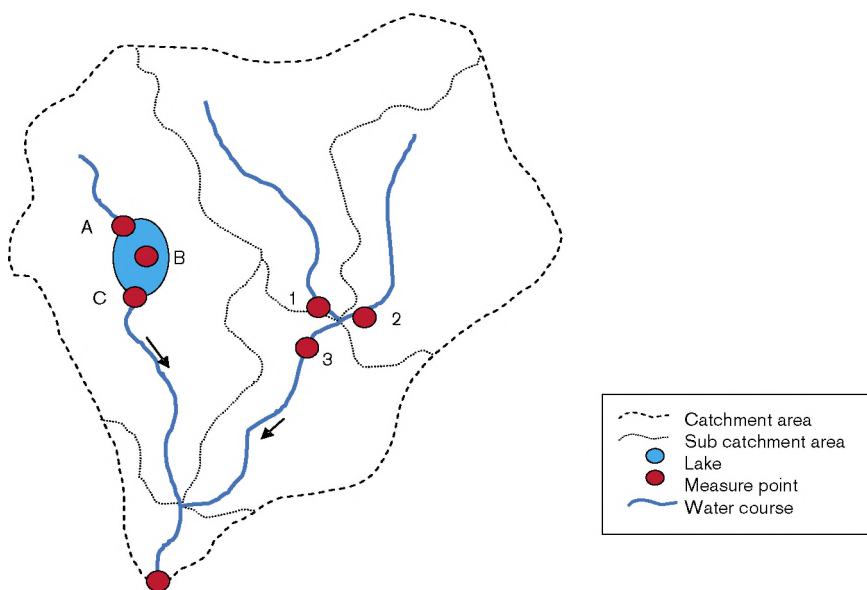 A
B
C
1
2
3
Catchment area
Sub catchment area
Lake
Measure point
Water course